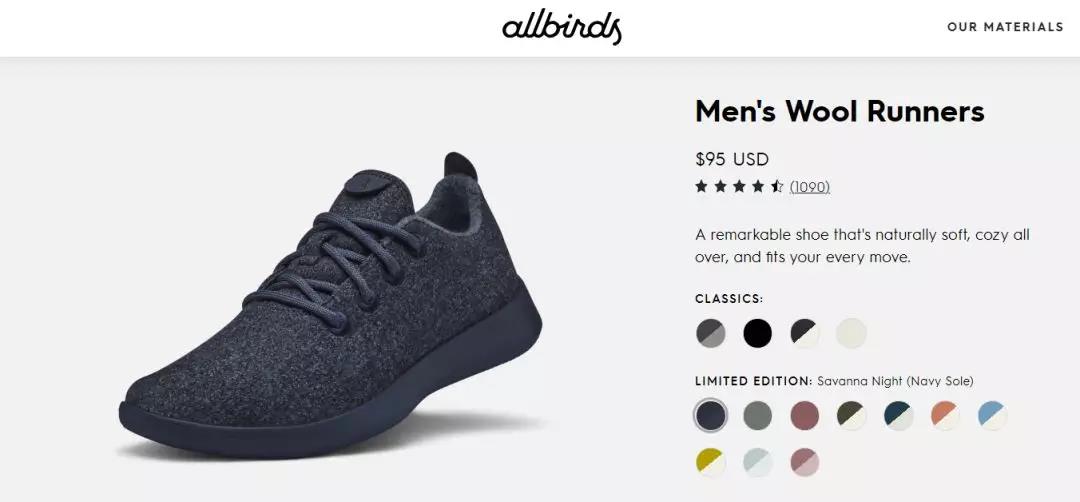 allbirds
OUR MATERIALS
Men's Wool Runners
$95 USD
(1090)
A remarkable shoe that's naturally soft, cozy all
over, and fits your every move.
CLASSICS:
LIMITED EDITION: Savanna Night (Navy Sole)